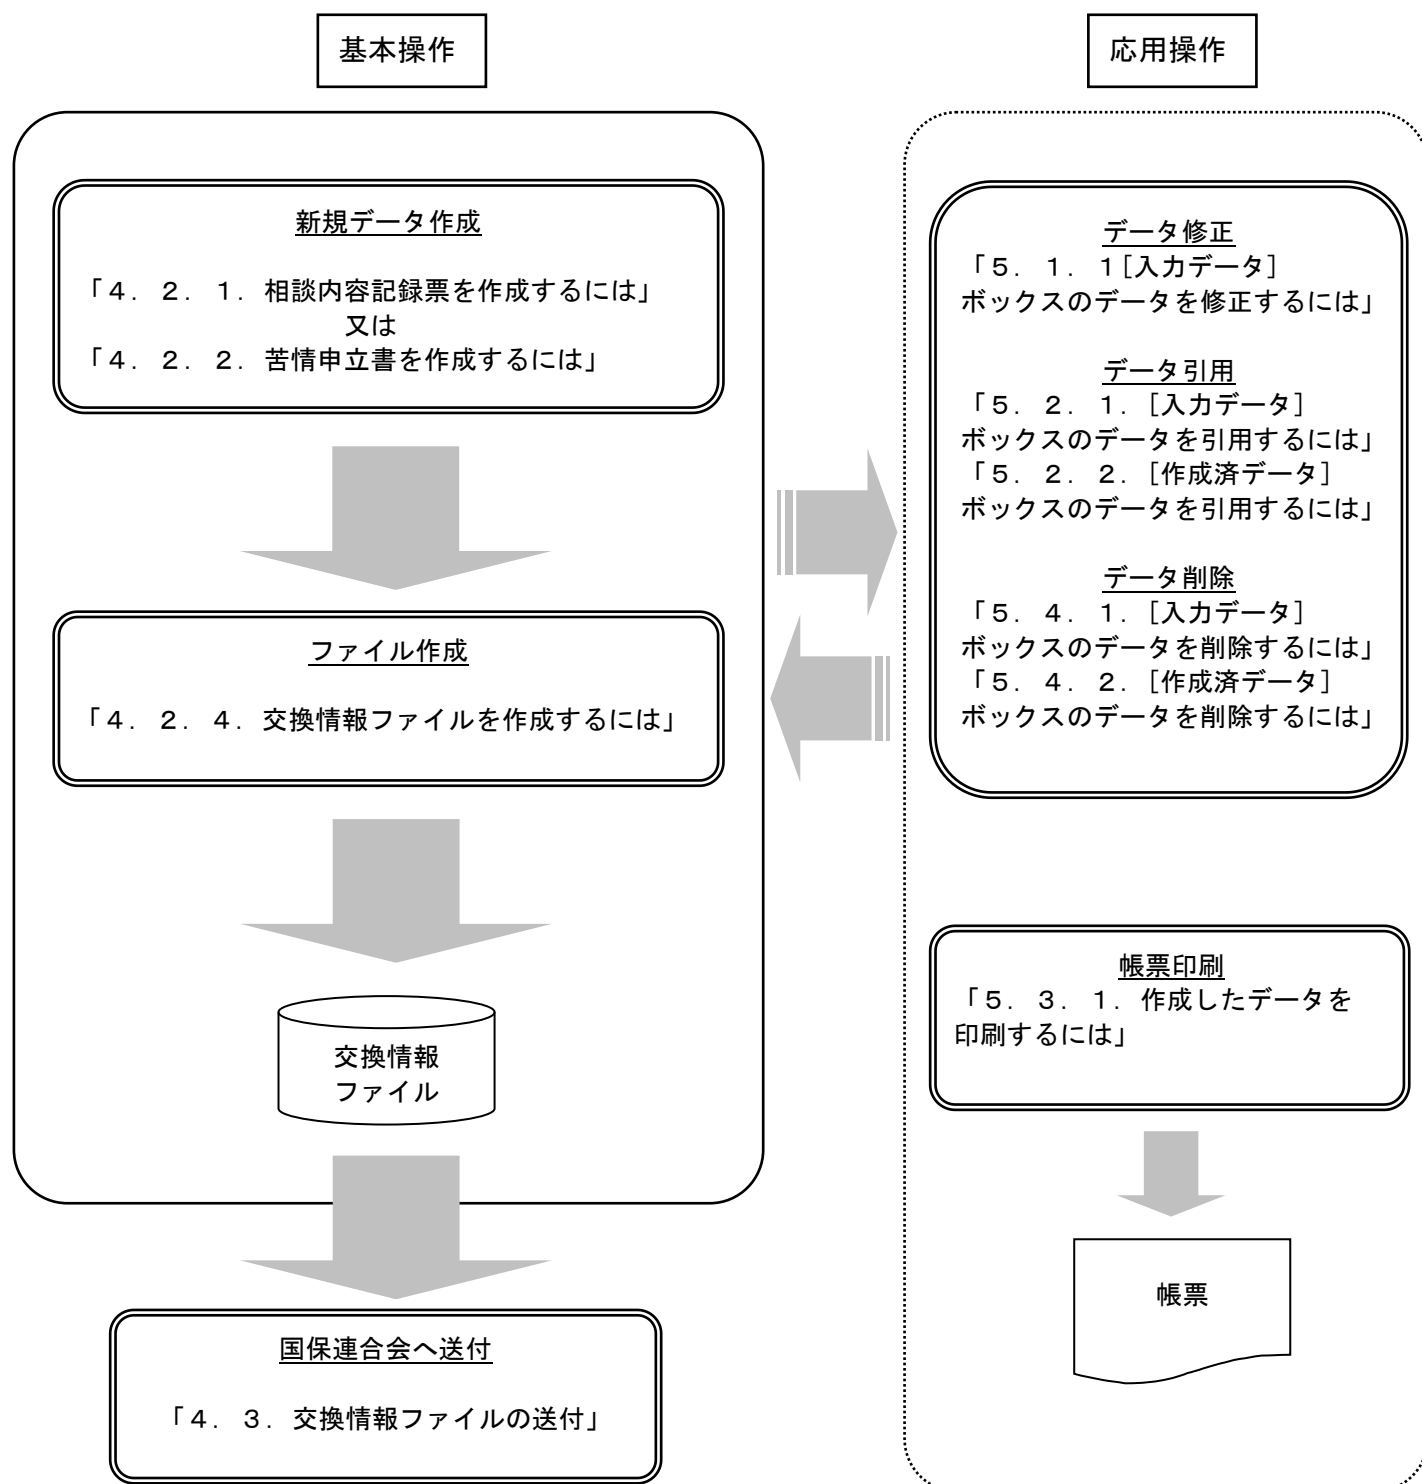 基本操作
新規データ作成
「４．２．１．相談内容記録票を作成するには」
又は
「４．２．２．苦情申立書を作成するには」
ファイル作成
「４．２．４．交換情報ファイルを作成するには」
交換情報
ファイル
国保連合会へ送付
「４．３．交換情報ファイルの送付」
応用操作
データ修正
「５．１．１[入力データ]
ボックスのデータを修正するには」
データ引用
「５．２．１．[入力データ]
ボックスのデータを引用するには」
「５．２．２．[作成済データ]
ボックスのデータを引用するには」
データ削除
「５．４．１．[入力データ]
ボックスのデータを削除するには」
「５．４．２．[作成済データ]
ボックスのデータを削除するには」
帳票印刷
「５．３．１．作成したデータを
印刷するには」
帳票